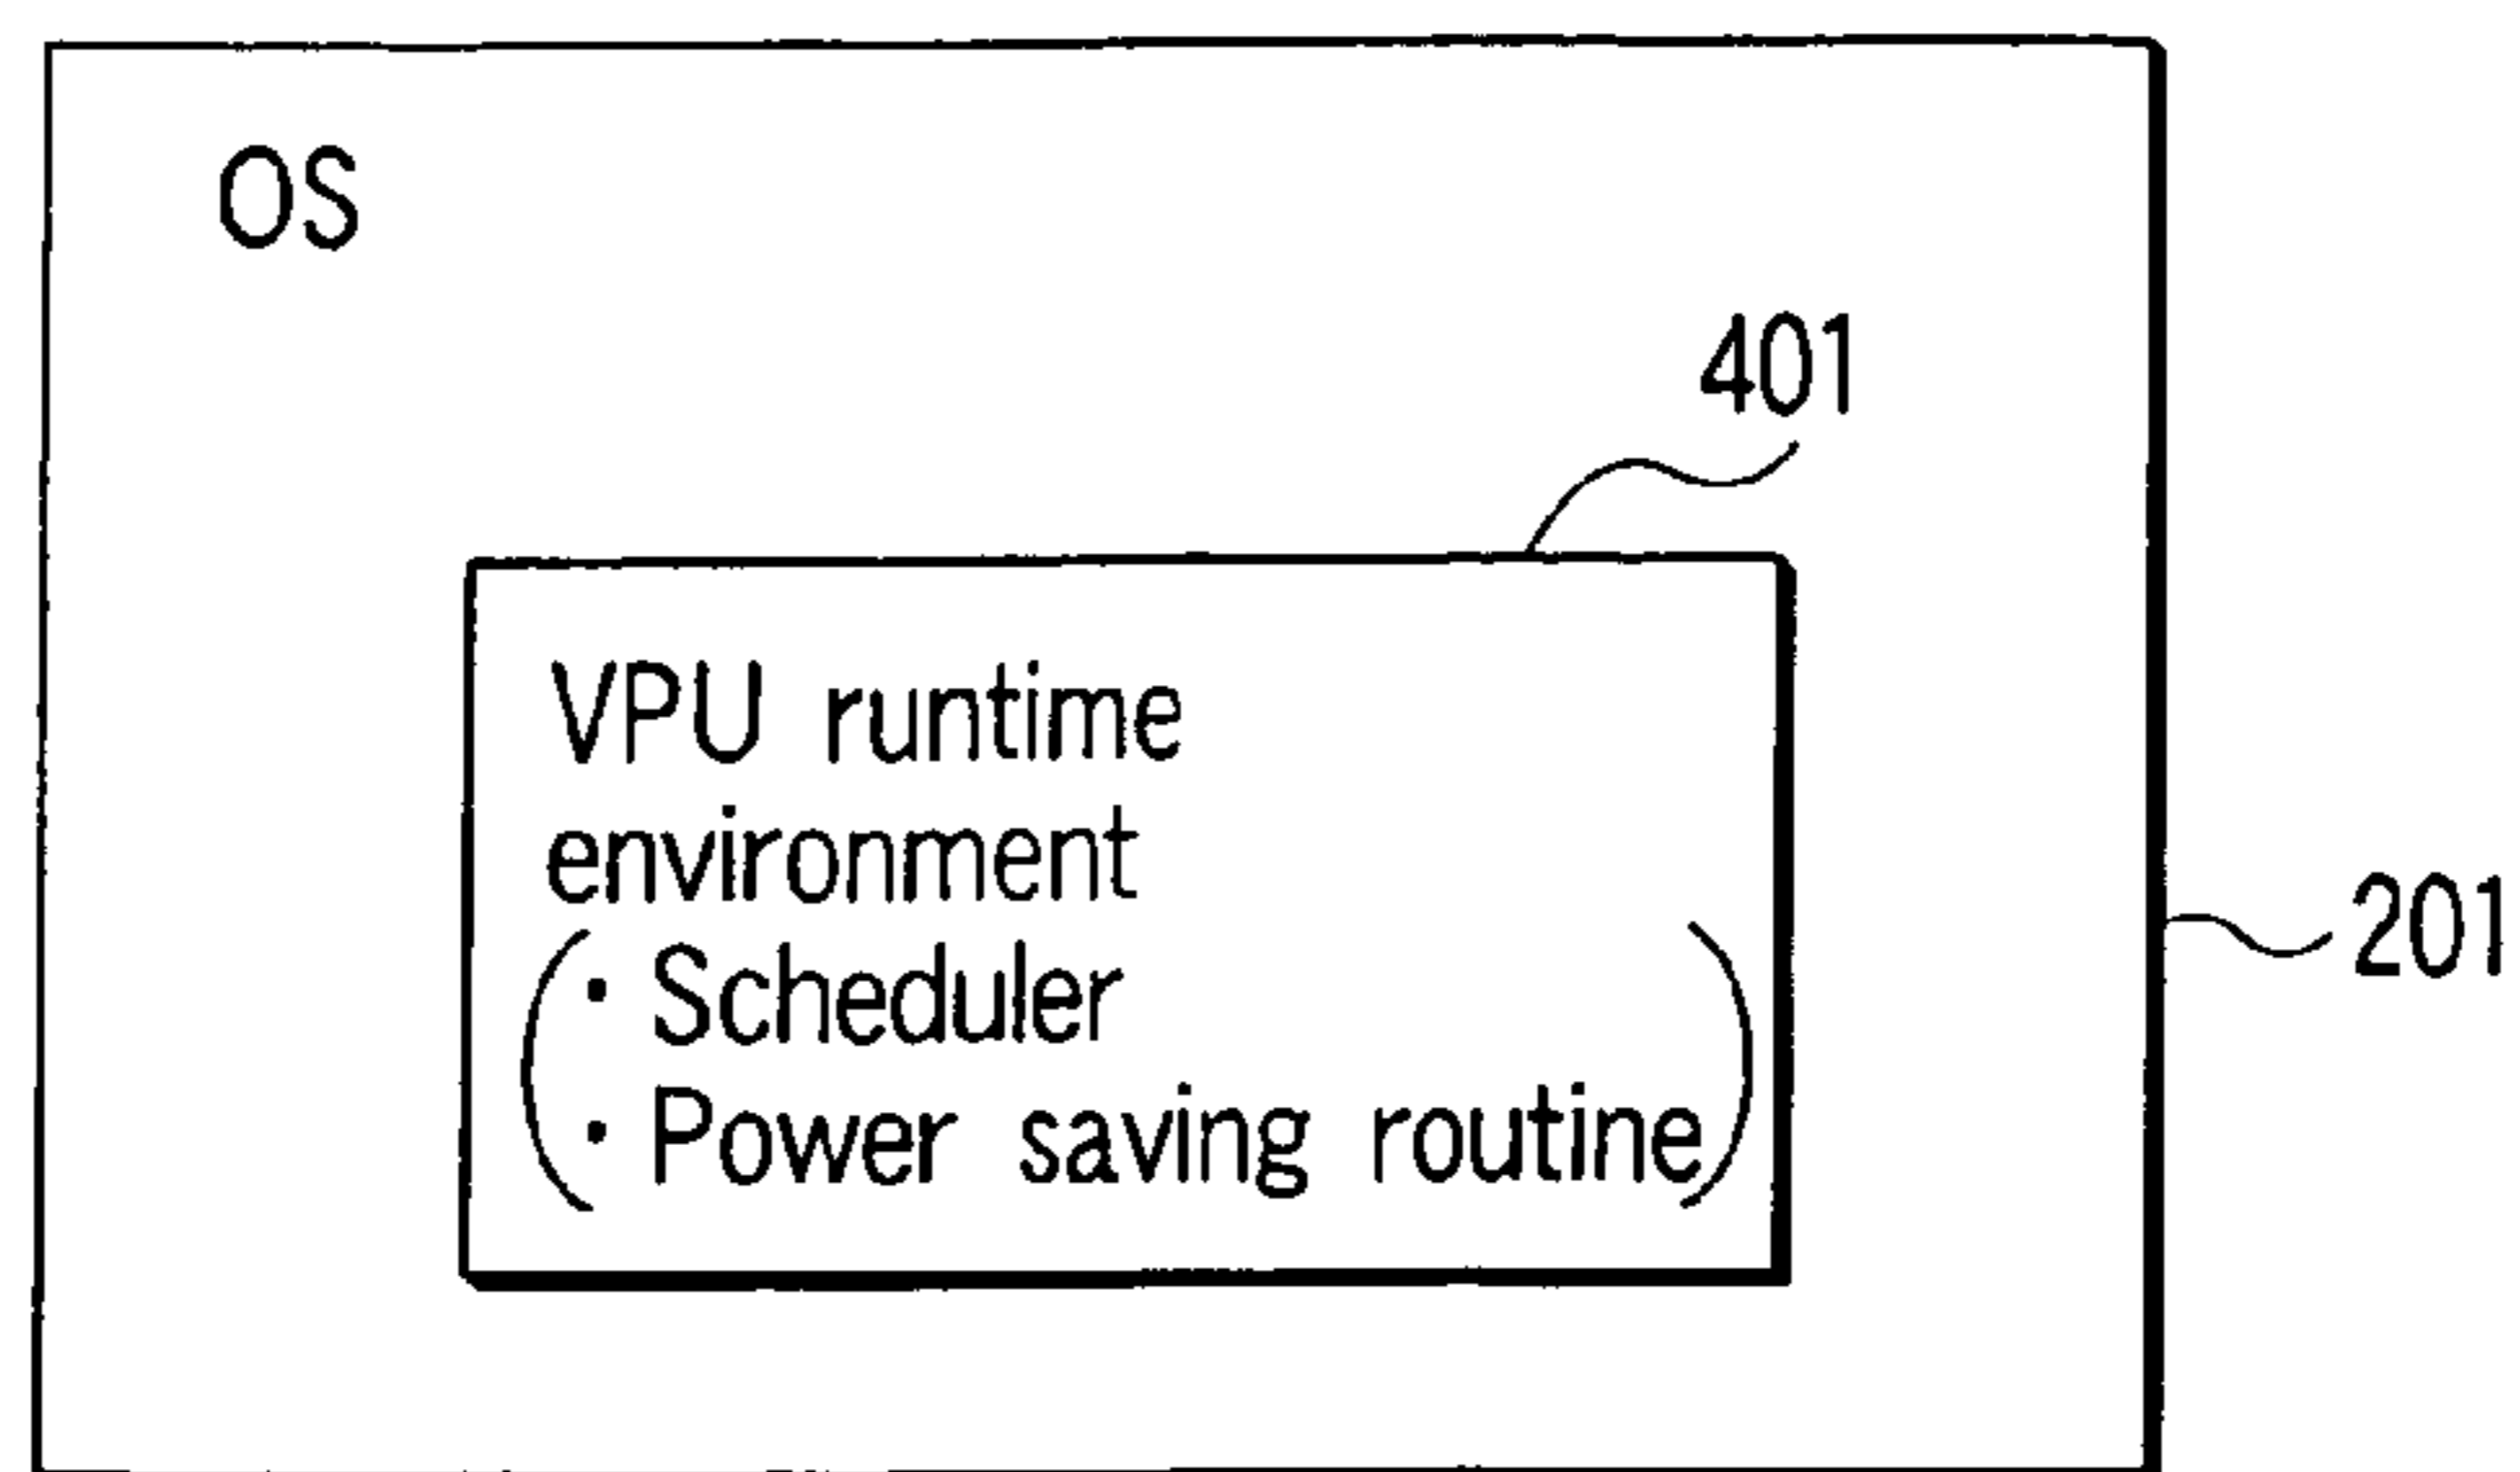 OS
401
VPU runtime
environment
・ Scheduler
201
・ Power saving routine